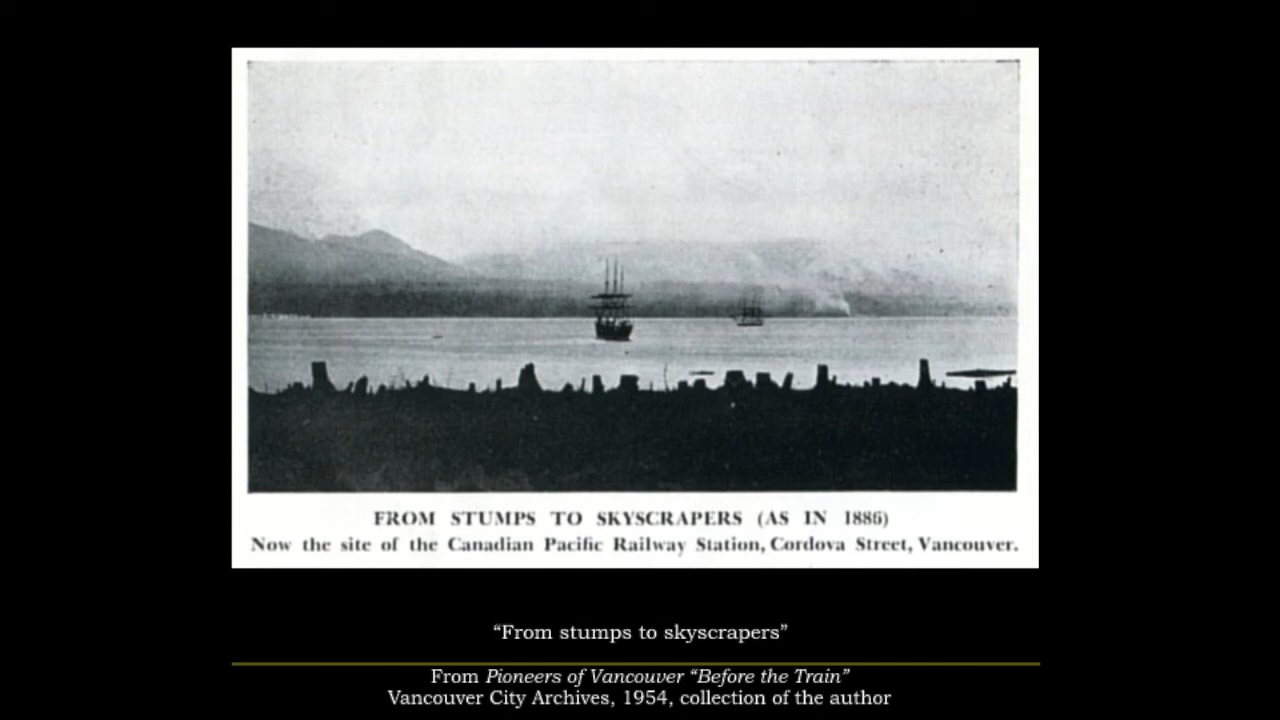 FROM STUMPS TO SKYSCRAPERS (AS IN 1886)
Now the site of the Canadian Pacific Railway Station, Cordova Street, Vancouver.
“From stumps to skyscrapers”
From Pioneers of Vancouver “Before the Train”
Vancouver City Archives, 1954, collection of the author